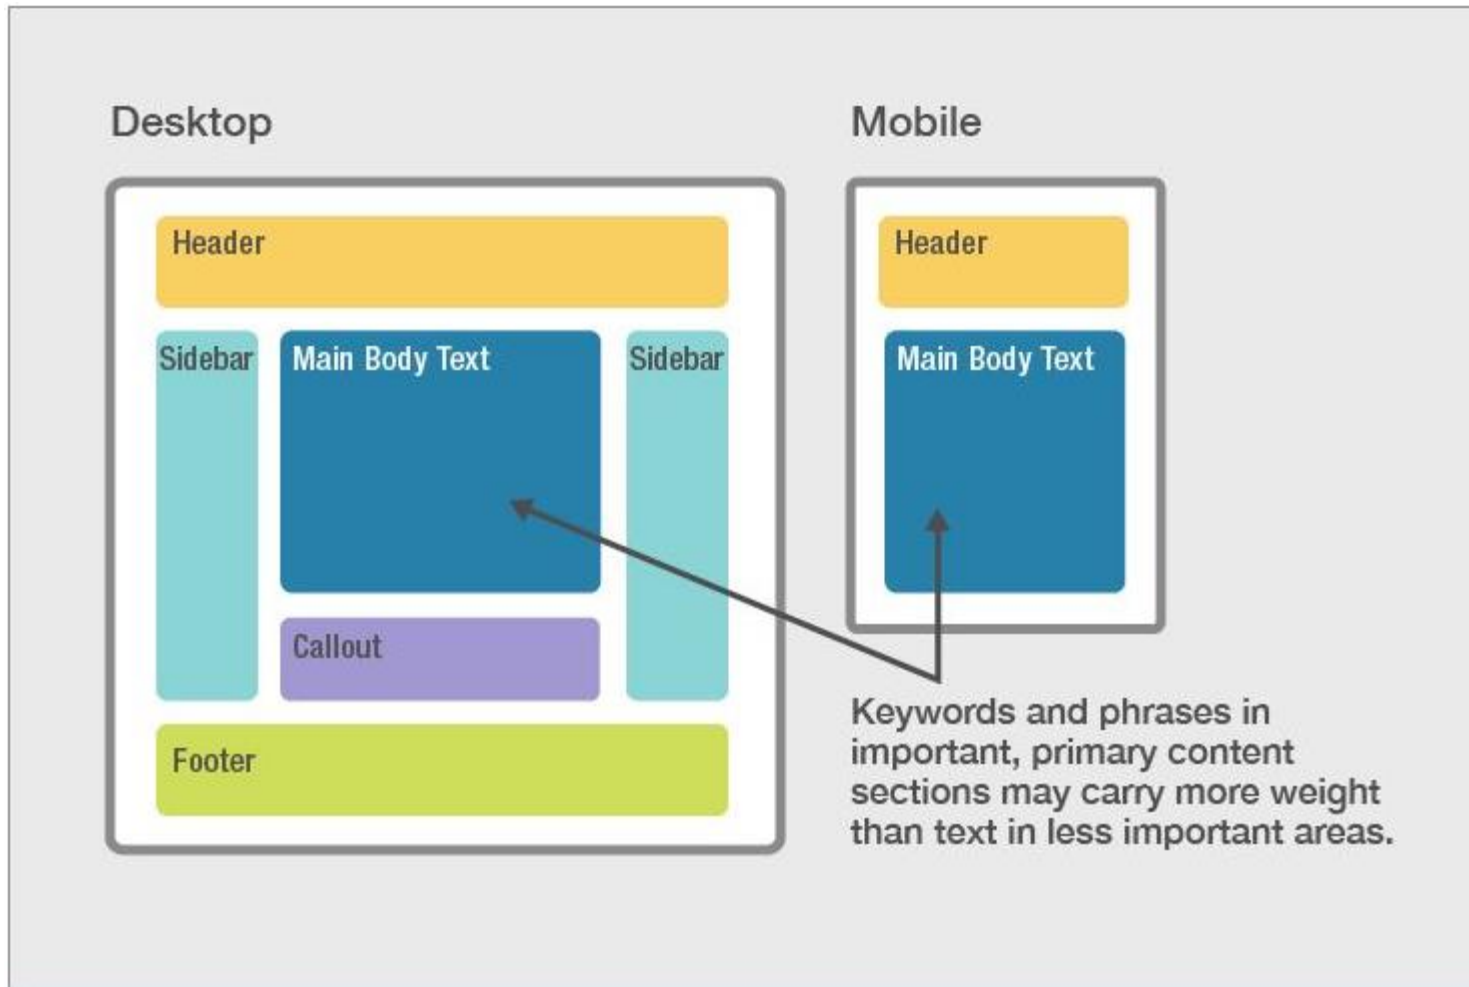 Desktop
Header
Sidebar
Main Body Text
Sidebar
Callout
Footer
Mobile
Header
Main Body Text
Keywords and phrases in
important, primary content
sections may carry more weight
than text in less important areas.